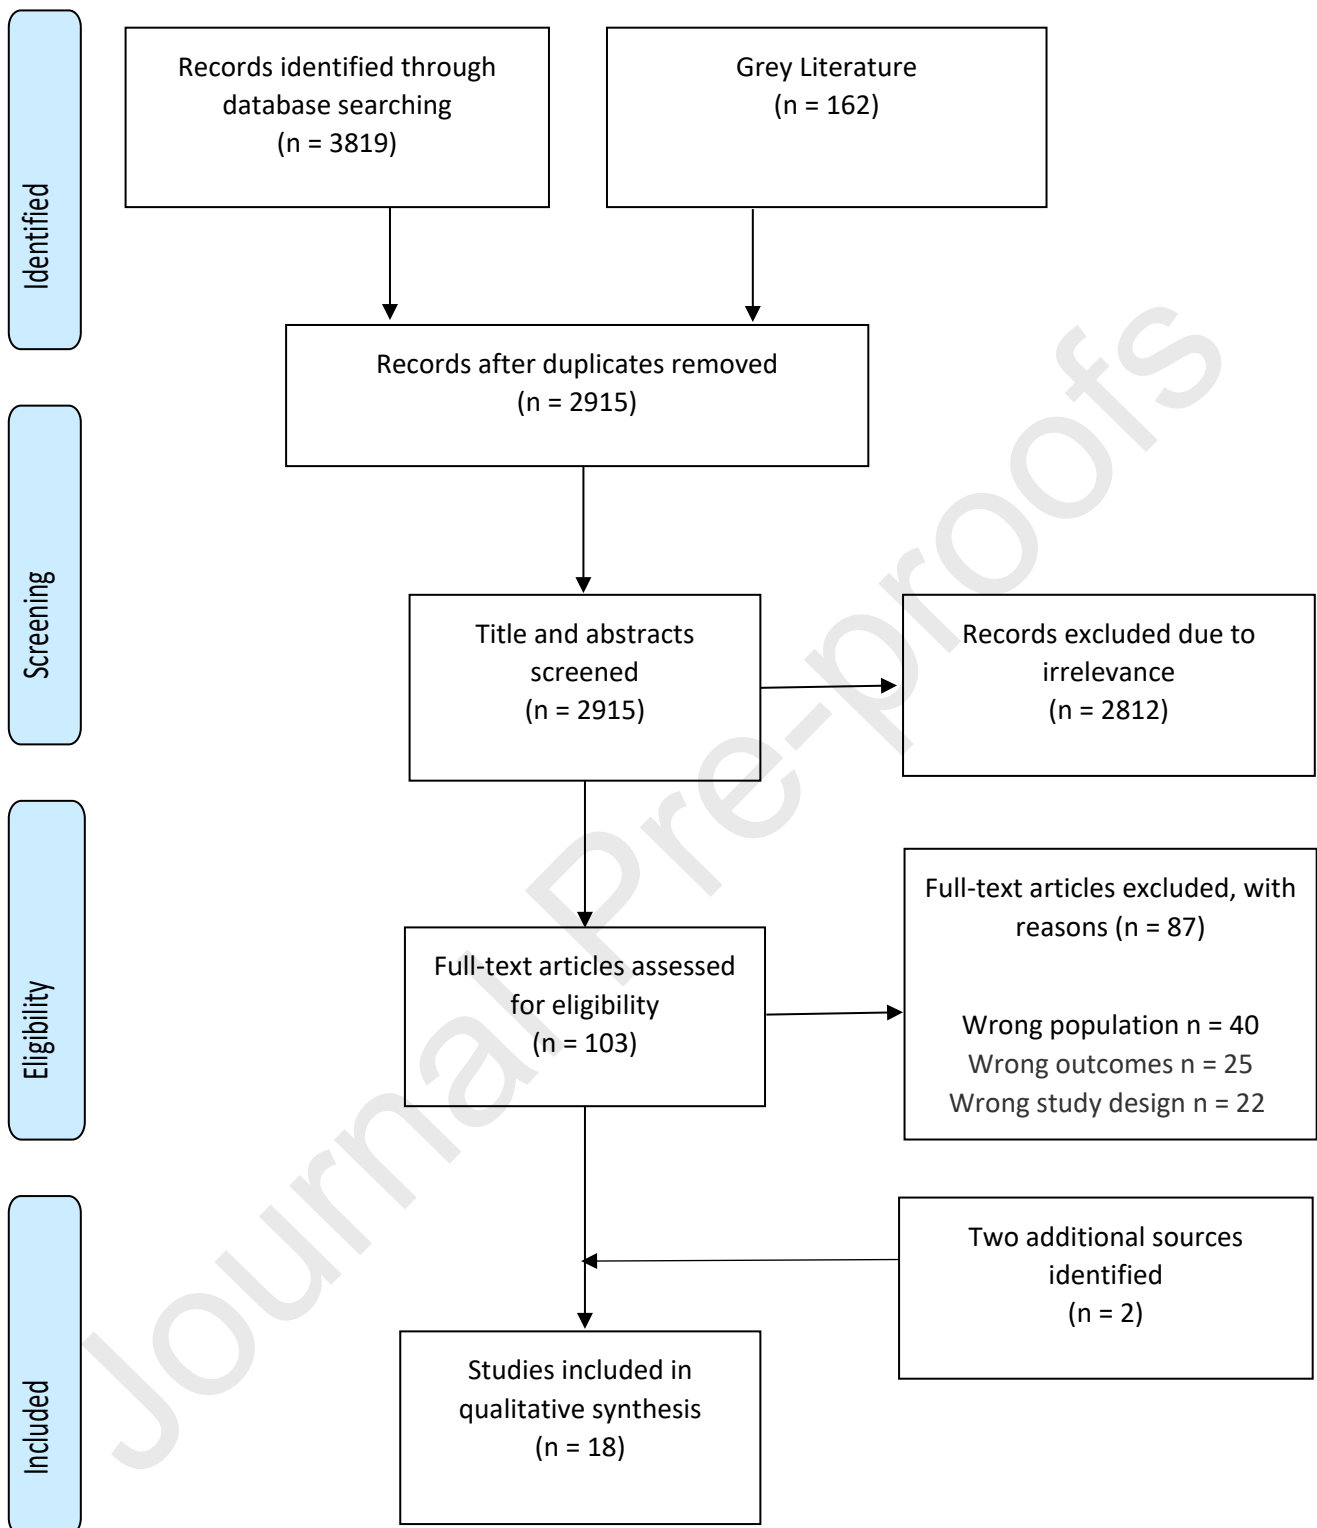 Identified
Records identified through
database searching
(n = 3819)
Grey Literature
(n = 162)
Records after duplicates removed
(n = 2915)
Screening
Title and abstracts
screened
(n = 2915)
Records excluded due to
irrelevance
(n = 2812)
Eligibility
Full-text articles assessed
for eligibility
(n = 103)
Full-text articles excluded, with
reasons (n = 87)
Wrong population n = 40
Wrong outcomes n = 25
Wrong study design n = 22
Included
Two additional sources
identified
(n = 2)
Studies included in
qualitative synthesis
(n = 18)
Journal Pre-proofs